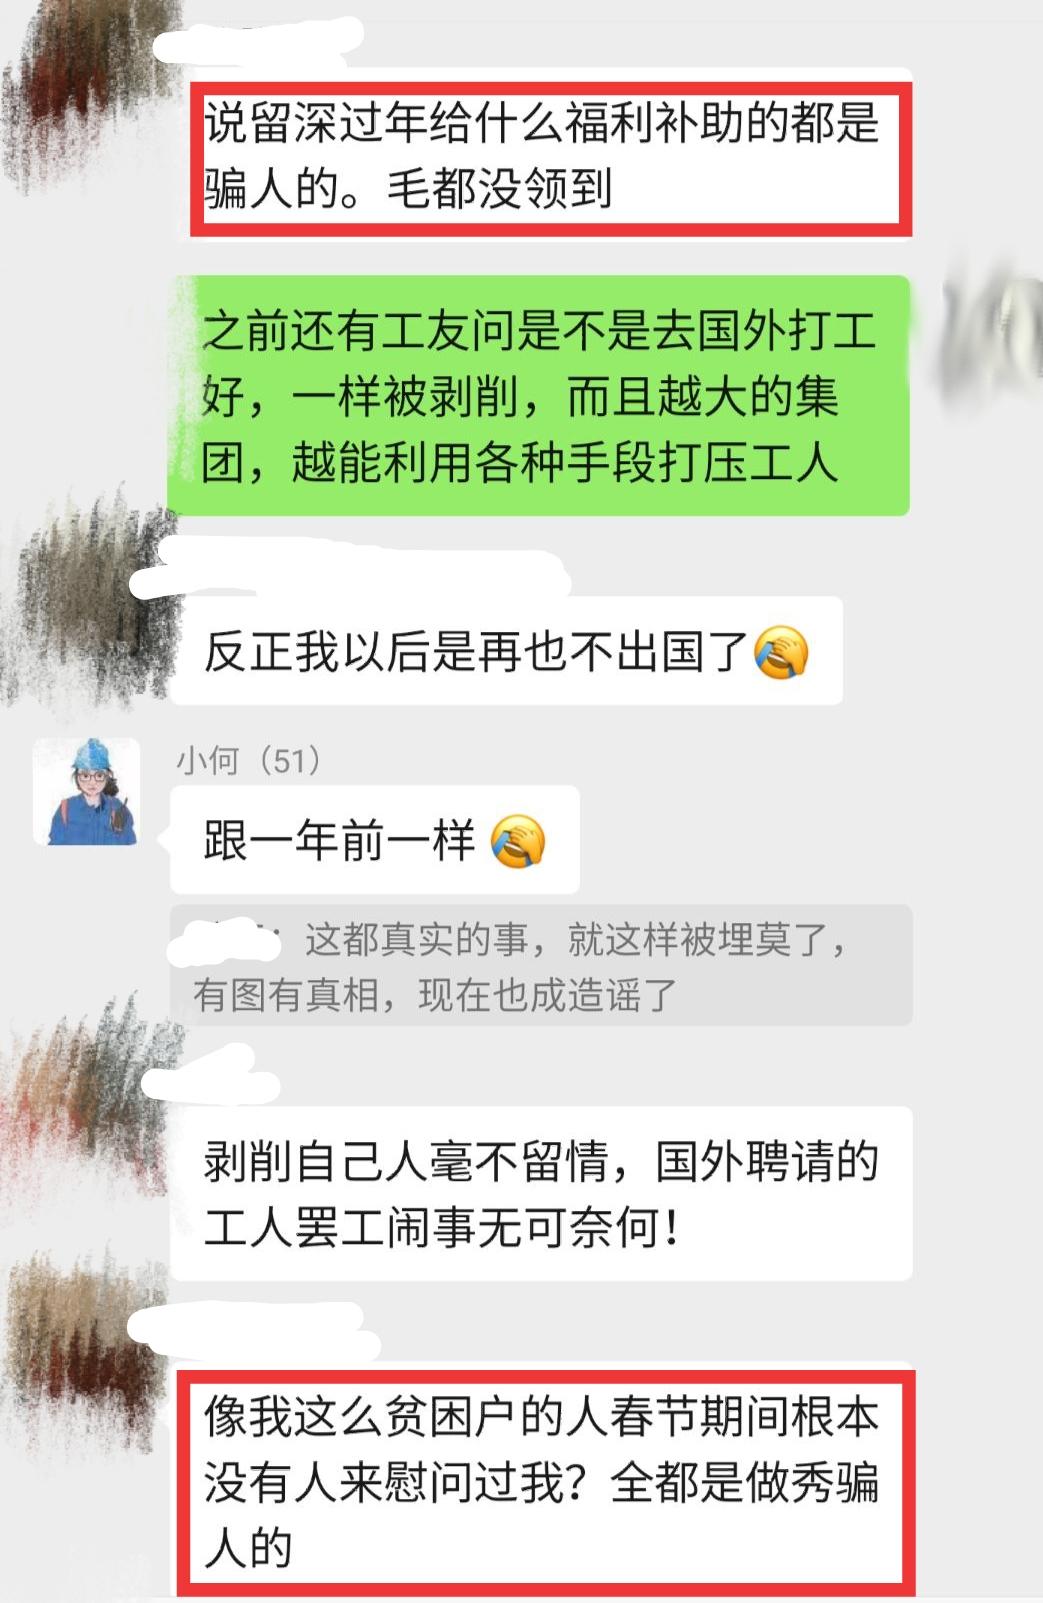 说留深过年给什么福利补助的都是
骗人的。毛都没领到
之前还有工友问是不是去国外打工
好，一样被剥削，而且越大的集
团，越能利用各种手段打压工人
反正我以后是再也不出国了🤣
小何（51）
跟一年前一样🤣
：这都真实的事，就这样被埋莫了，
有图有真相，现在也成造谣了
剥削自己人毫不留情，国外聘请的
工人罢工闹事无可奈何！
像我这么贫困户的人春节期间根本
没有人来慰问过我？全都是做秀骗
人的